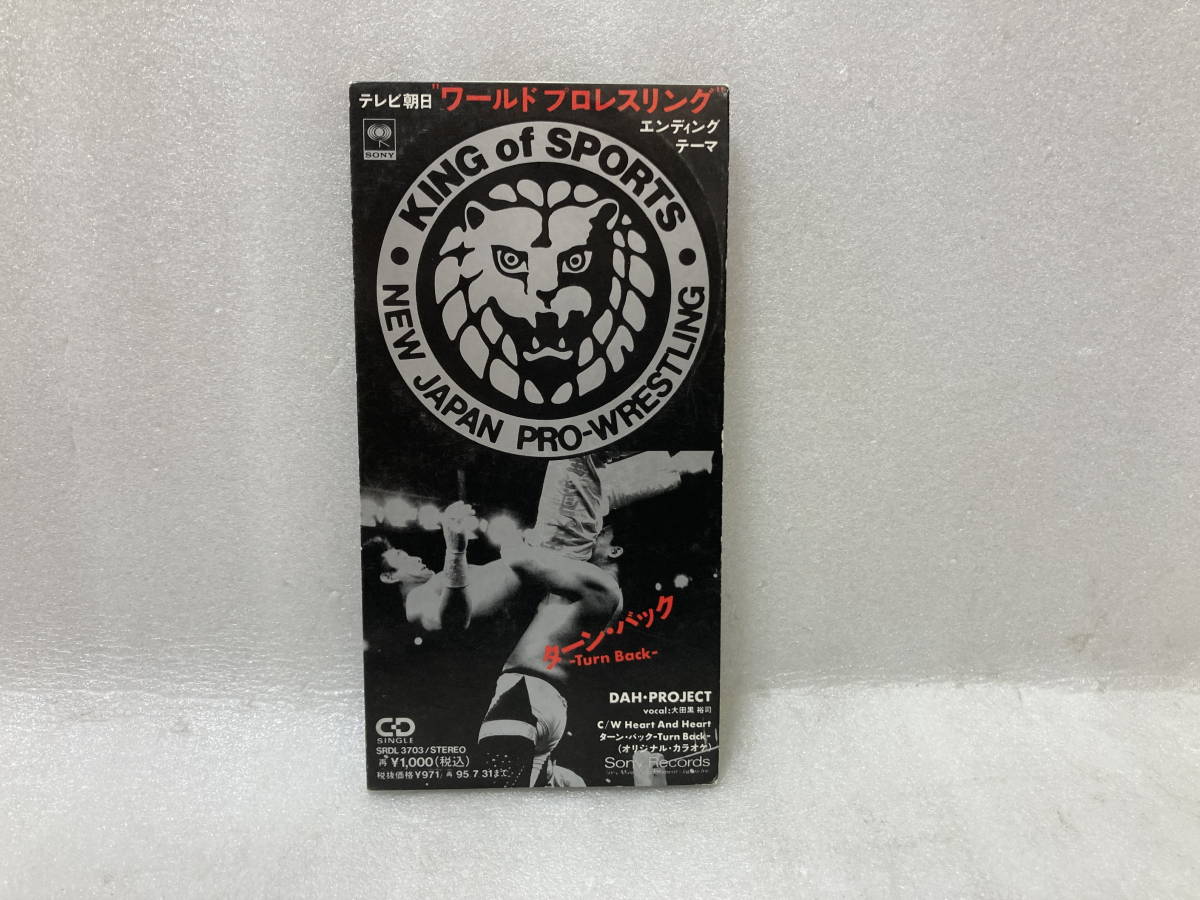 テレビ朝日 "ワールド プロレスリング"
エンディング
テーマ
SONY
KING of SPORTS
NEW JAPAN PRO-WRESTLING
ターン・バック
-Turn Back-
DAH・PROJECT
vocal:大田黒 裕司
C/W Heart And Heart
ターン・バック-Turn Back-
(オリジナル・カラオケ)
Sony Records
CD
SINGLE
SRDL 3703/STEREO
再 ¥1,000(税込)
税抜価格¥971/再 95 7 31まで